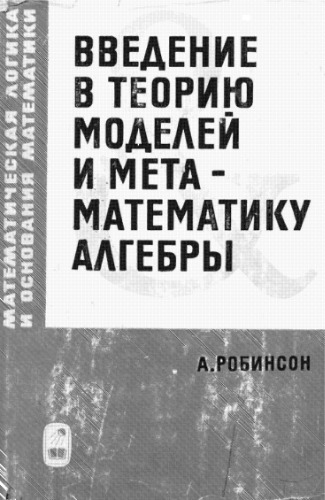 МАТЕМАТИЧЕСКАЯ ЛОГИКА
И ОСНОВАНИЯ МАТЕМАТИКИ
ВВЕДЕНИЕ
В ТЕОРИЮ
МОДЕЛЕЙ
И МЕТА-
МАТЕМАТИКУ
АЛГЕБРЫ
А. РОБИНСОН